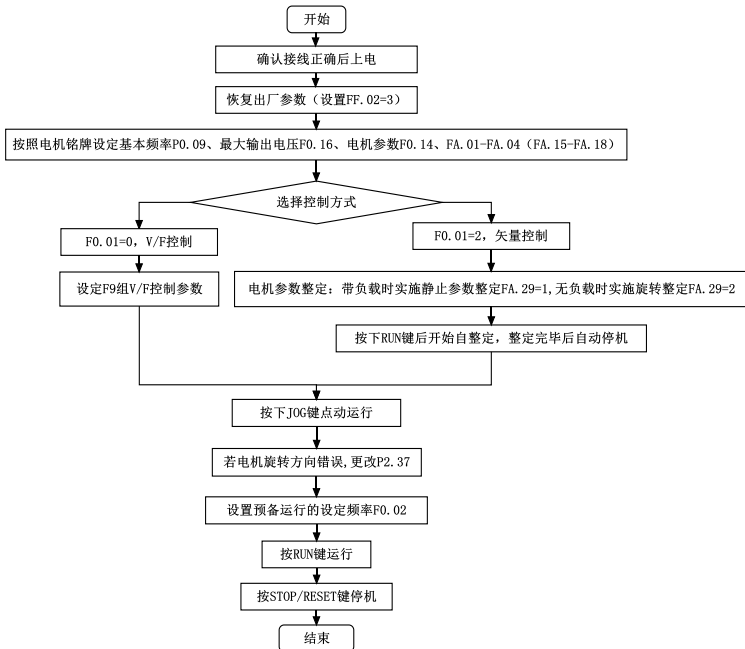 开始
确认接线正确后上电
恢复出厂参数（设置FF.02=3）
按照电机铭牌设定基本频率P0.09、最大输出电压F0.16、电机参数F0.14、FA.01-FA.04（FA.15-FA.18）
选择控制方式
F0.01=0，V/F控制
F0.01=2，矢量控制
设定F9组V/F控制参数
电机参数整定：带负载时实施静止参数整定FA.29=1,无负载时实施旋转整定FA.29=2
按下RUN键后开始自整定，整定完毕后自动停机
按下JOG键点动运行
若电机旋转方向错误,更改P2.37
设置预备运行的设定频率F0.02
按RUN键运行
按STOP/RESET键停机
结束